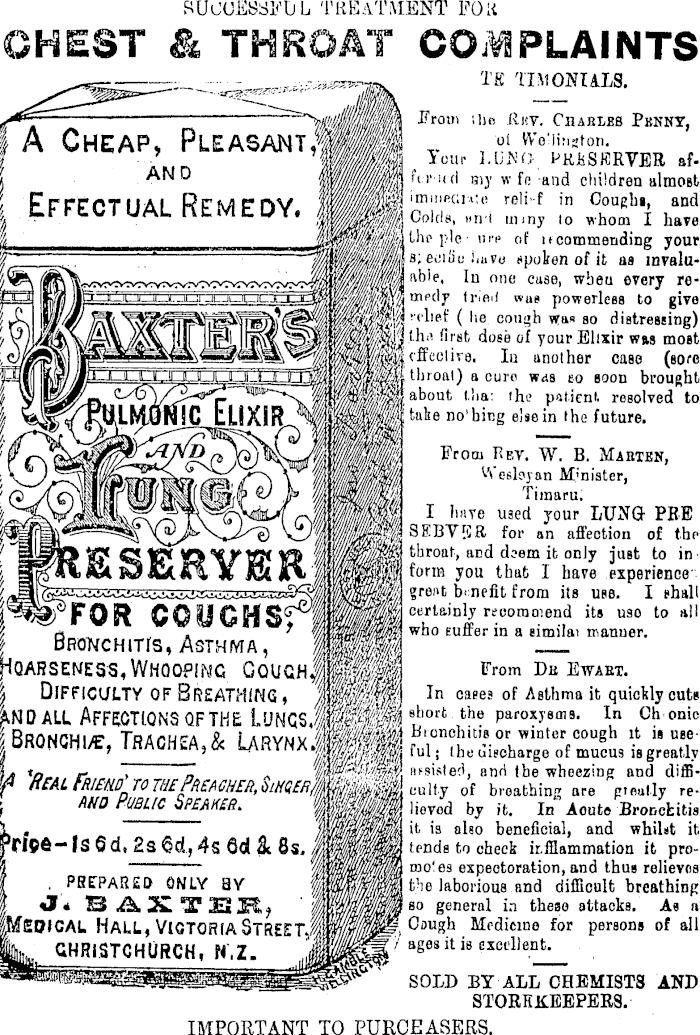 SUCCESSFUL TREATMENT FOR
CHEST & THROAT COMPLAINTS
A CHEAP, PLEASANT,
AND
EFFECTUAL REMEDY.
BAXTER'S
PULMONIC ELIXIR
AND
LUNG
PRESERVER
FOR COUGHS,
BRONCHITIS, ASTHMA,
HOARSENESS, WHOOPING COUGH,
DIFFICULTY OF BREATHING,
AND ALL AFFECTIONS OF THE LUNGS,
BRONCHIÆ, TRACHEA, & LARYNX.
A 'REAL FRIEND' TO THE PREACHER, SINGER,
AND PUBLIC SPEAKER.
Price–1s 6d, 2s 6d, 4s 6d & 8s.
PREPARED ONLY BY
J. BAXTER,
MEDICAL HALL, VICTORIA STREET,
CHRISTCHURCH, N.Z.
GAMBLE
WELLINGTON
TE TIMONIALS.
From the REV. CHARLES PENNY,
of Wellington.
Your LUNG PRESERVER af-
forded my wife and children almost
immediate relief in Coughs, and
Colds, and many to whom I have
the ple ure of recommending your
specific have spoken of it as invalu-
able. In one case, when every re-
medy tried was powerless to give
relief ( he cough was so distressing)
the first dose of your Elixir was most
effective. In another case (sore
throat) a cure was so soon brought
about that the patient resolved to
take nothing else in the future.
From REV. W. B. MARTEN,
Wesleyan Minister,
Timaru.
I have used your LUNG PRE
SERVER for an affection of the
throat, and deem it only just to in-
form you that I have experience
great benefit from its use. I shall
certainly recommend its use to all
who suffer in a similar manner.
From DR EWART.
In cases of Asthma it quickly cuts
short the paroxysms. In Ch onic
Bronchitis or winter cough it is use-
ful; the discharge of mucus is greatly
assisted, and the wheezing and diffi-
culty of breathing are greatly re-
lieved by it. In Acute Bronchitis
it is also beneficial, and whilst it
tends to check inflammation it pro-
motes expectoration, and thus relieves
the laborious and difficult breathing
so general in these attacks. As a
Cough Medicine for persons of all
ages it is excellent.
SOLD BY ALL CHEMISTS AND
STOREKEEPERS.
IMPORTANT TO PURCEASERS.